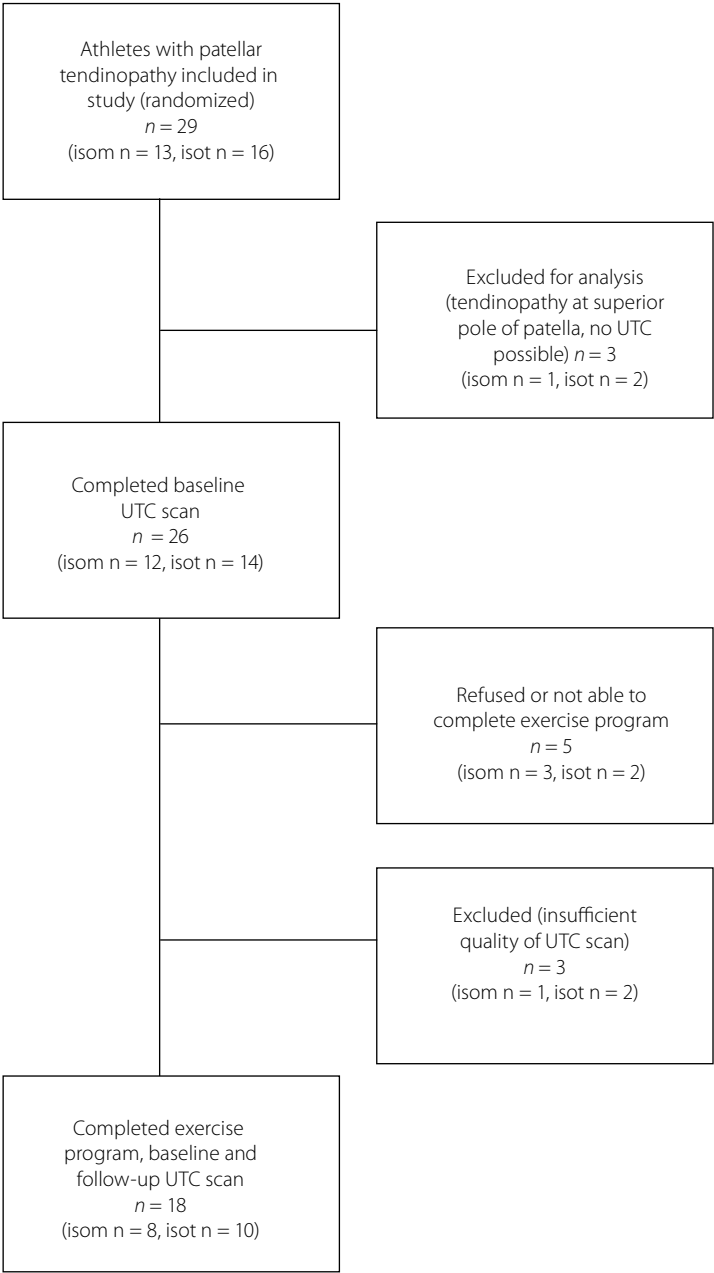 Athletes with patellar
tendinopathy included in
study (randomized)
n = 29
(isom n = 13, isot n = 16)
Excluded for analysis
(tendinopathy at superior
pole of patella, no UTC
possible) n = 3
(isom n = 1, isot n = 2)
Completed baseline
UTC scan
n = 26
(isom n = 12, isot n = 14)
Refused or not able to
complete exercise program
n = 5
(isom n = 3, isot n = 2)
Excluded (insufficient
quality of UTC scan)
n = 3
(isom n = 1, isot n = 2)
Completed exercise
program, baseline and
follow-up UTC scan
n = 18
(isom n = 8, isot n = 10)